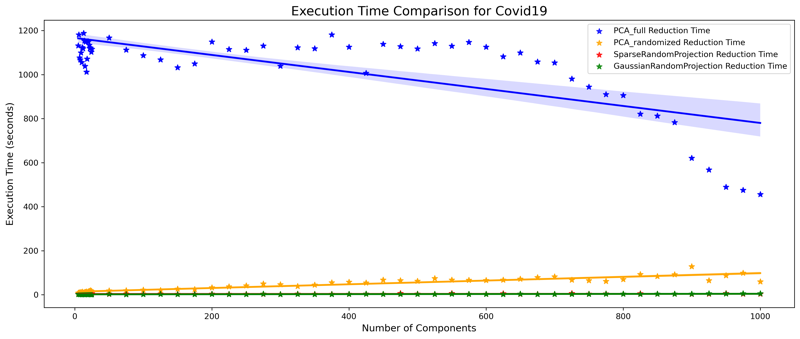 Execution Time Comparison for Covid19
PCA_full Reduction Time
PCA_randomized Reduction Time
SparseRandomProjection Reduction Time
GaussianRandomProjection Reduction Time
Execution Time (seconds)
1200
1000
800
600
400
200
0
0
200
400
600
800
1000
Number of Components